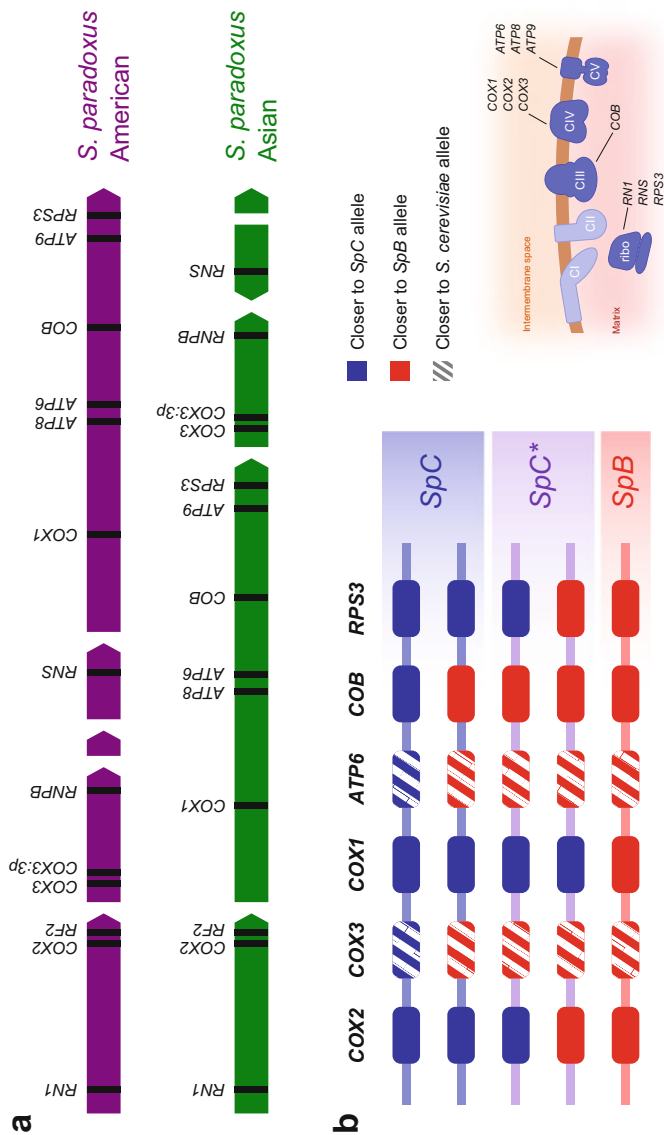 a
RN1
COX2
RF2
COX3
COX3:3p
RNPB
RNS
COX1
ATP8
ATP6
COB
ATP9
RPS3
S. paradoxus
American
RN1
COX2
RF2
COX1
ATP8
ATP6
COB
ATP9
RPS3
COX3
COX3:3p
RNPB
RNS
S. paradoxus
Asian
b
COX2
COX3
COX1
ATP6
COB
RPS3
SpC
SpC*
SpB
Closer to SpC allele
Closer to SpB allele
Closer to S. cerevisiae allele
Intermembrane space
Matrix
CI
CII
CIII
CIV
CV
ribo
COX1
COX2
COX3
ATP6
ATP8
ATP9
COB
RN1
RNS
RPS3